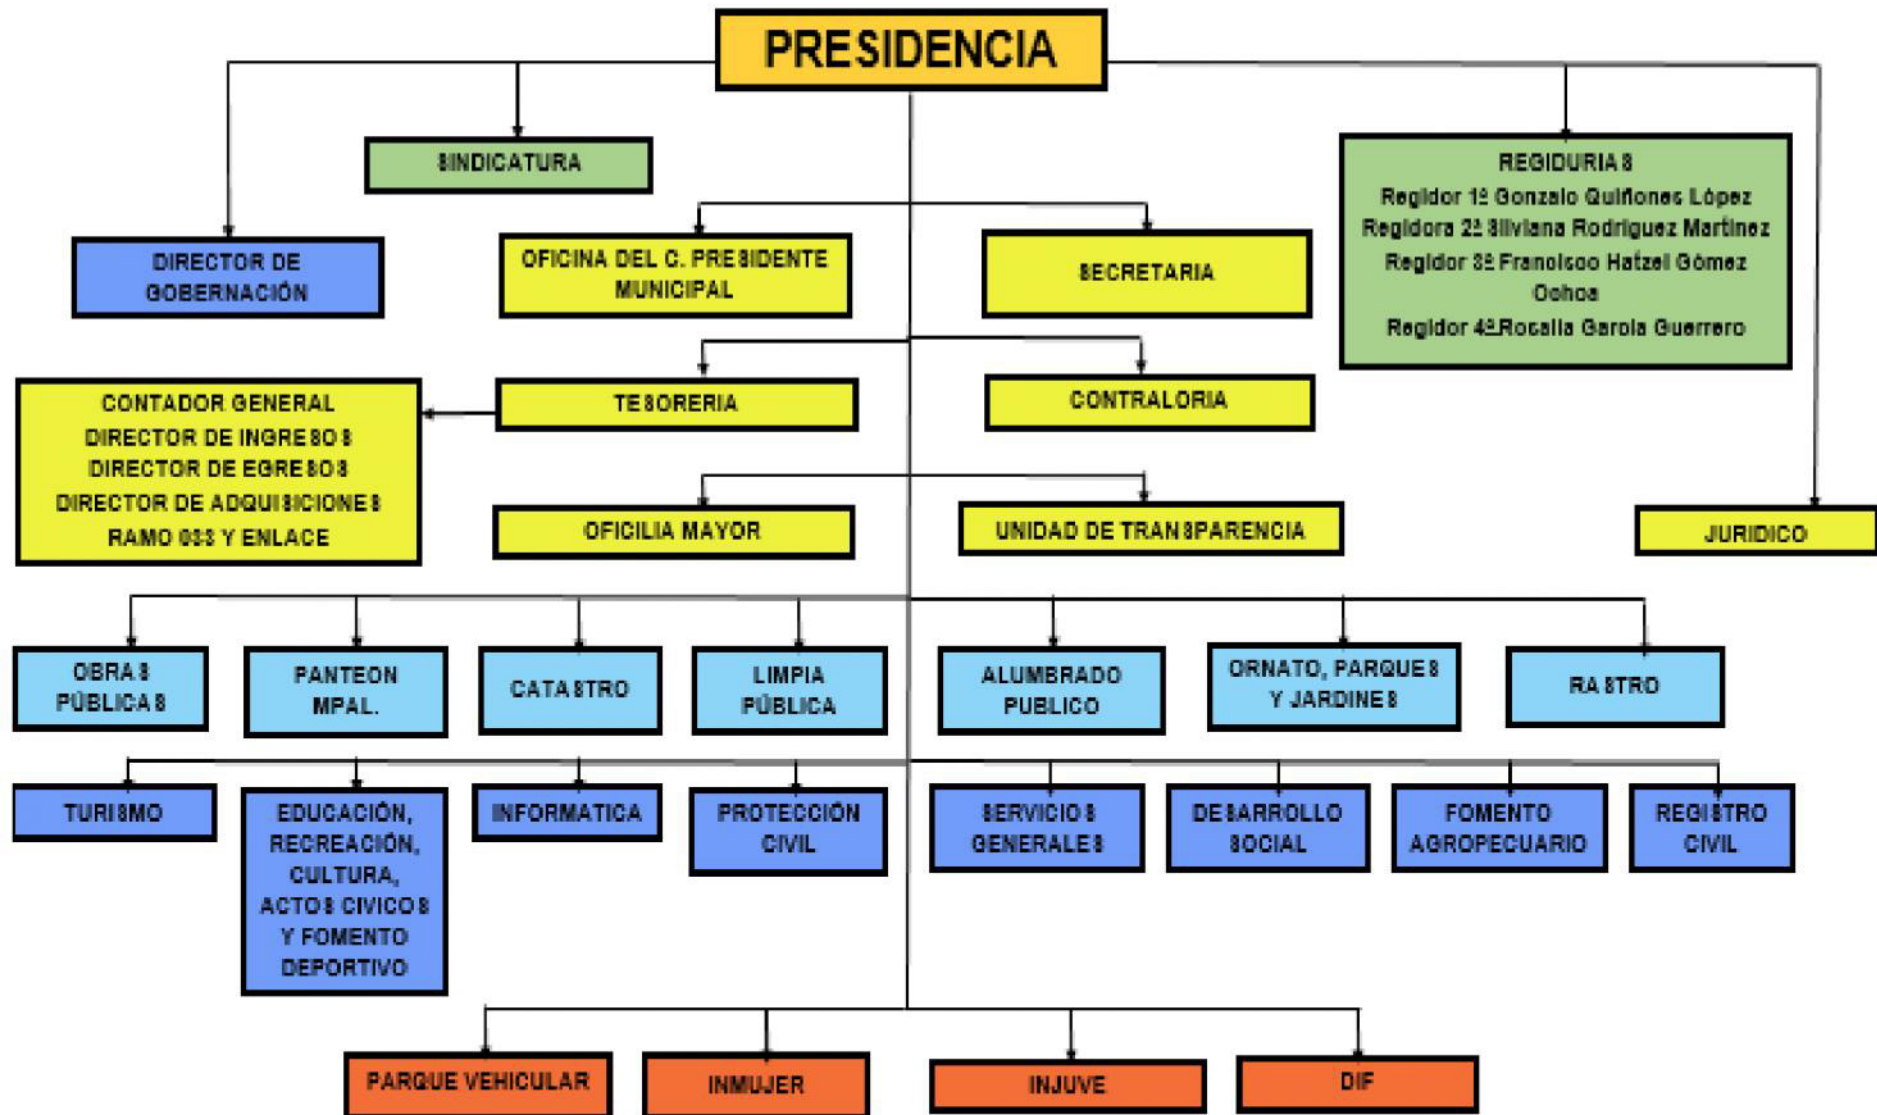 PRESIDENCIA
SINDICATURA
REGIDURIAS
Regidor 1º Gonzalo Quiñones López
Regidora 2º Silviana Rodriguez Martinez
Regidor 3º Francisco Hatzel Gómez
Ochoa
Regidor 4º Rosalia Garcia Guerrero
DIRECTOR DE
GOBERNACIÓN
OFICINA DEL C. PRESIDENTE
MUNICIPAL
SECRETARIA
CONTADOR GENERAL
DIRECTOR DE INGRESOS
DIRECTOR DE EGRESOS
DIRECTOR DE ADQUISICIONES
RAMO 033 Y ENLACE
TESORERIA
CONTRALORIA
OFICILIA MAYOR
UNIDAD DE TRANSPARENCIA
JURIDICO
OBRAS
PÚBLICAS
PANTEON
MPAL.
CATASTRO
LIMPIA
PÚBLICA
ALUMBRADO
PUBLICO
ORNATO, PARQUES
Y JARDINES
RASTRO
TURISMO
EDUCACIÓN,
RECREACIÓN,
CULTURA,
ACTOS CIVICOS
Y FOMENTO
DEPORTIVO
INFORMATICA
PROTECCIÓN
CIVIL
SERVICIOS
GENERALES
DESARROLLO
SOCIAL
FOMENTO
AGROPECUARIO
REGISTRO
CIVIL
PARQUE VEHICULAR
INMUJER
INJUVE
DIF